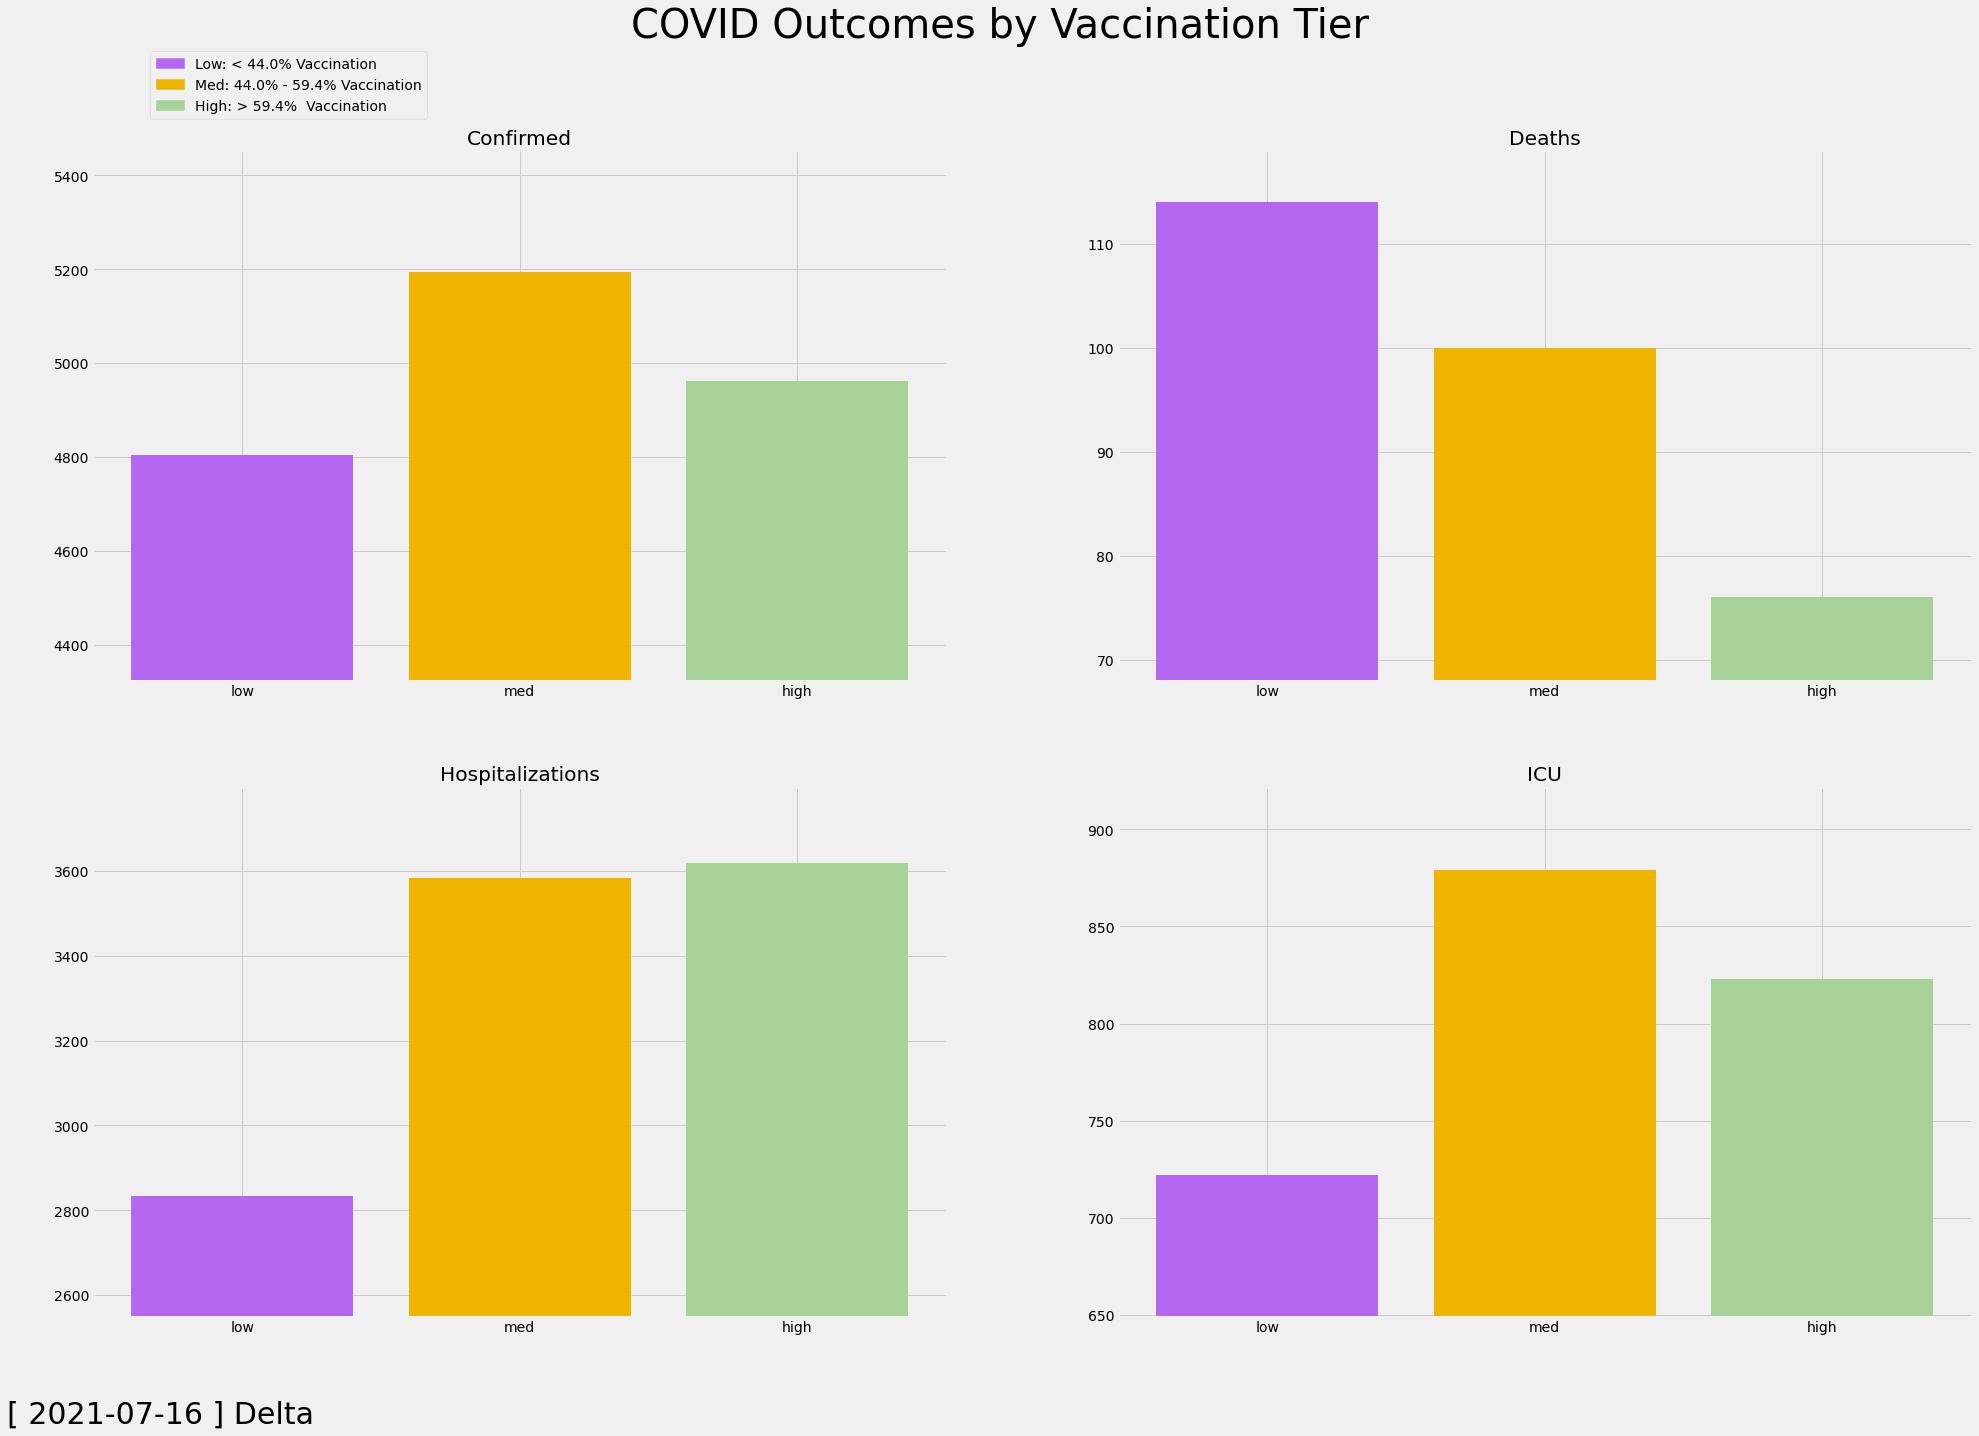 COVID Outcomes by Vaccination Tier
Low: < 44.0% Vaccination
Med: 44.0% - 59.4% Vaccination
High: > 59.4%  Vaccination
Confirmed
5400
5200
5000
4800
4600
4400
low med high
Deaths
110
100
90
80
70
low med high
Hospitalizations
3600
3400
3200
3000
2800
2600
low med high
ICU
900
850
800
750
700
650
low med high
[ 2021-07-16 ] Delta